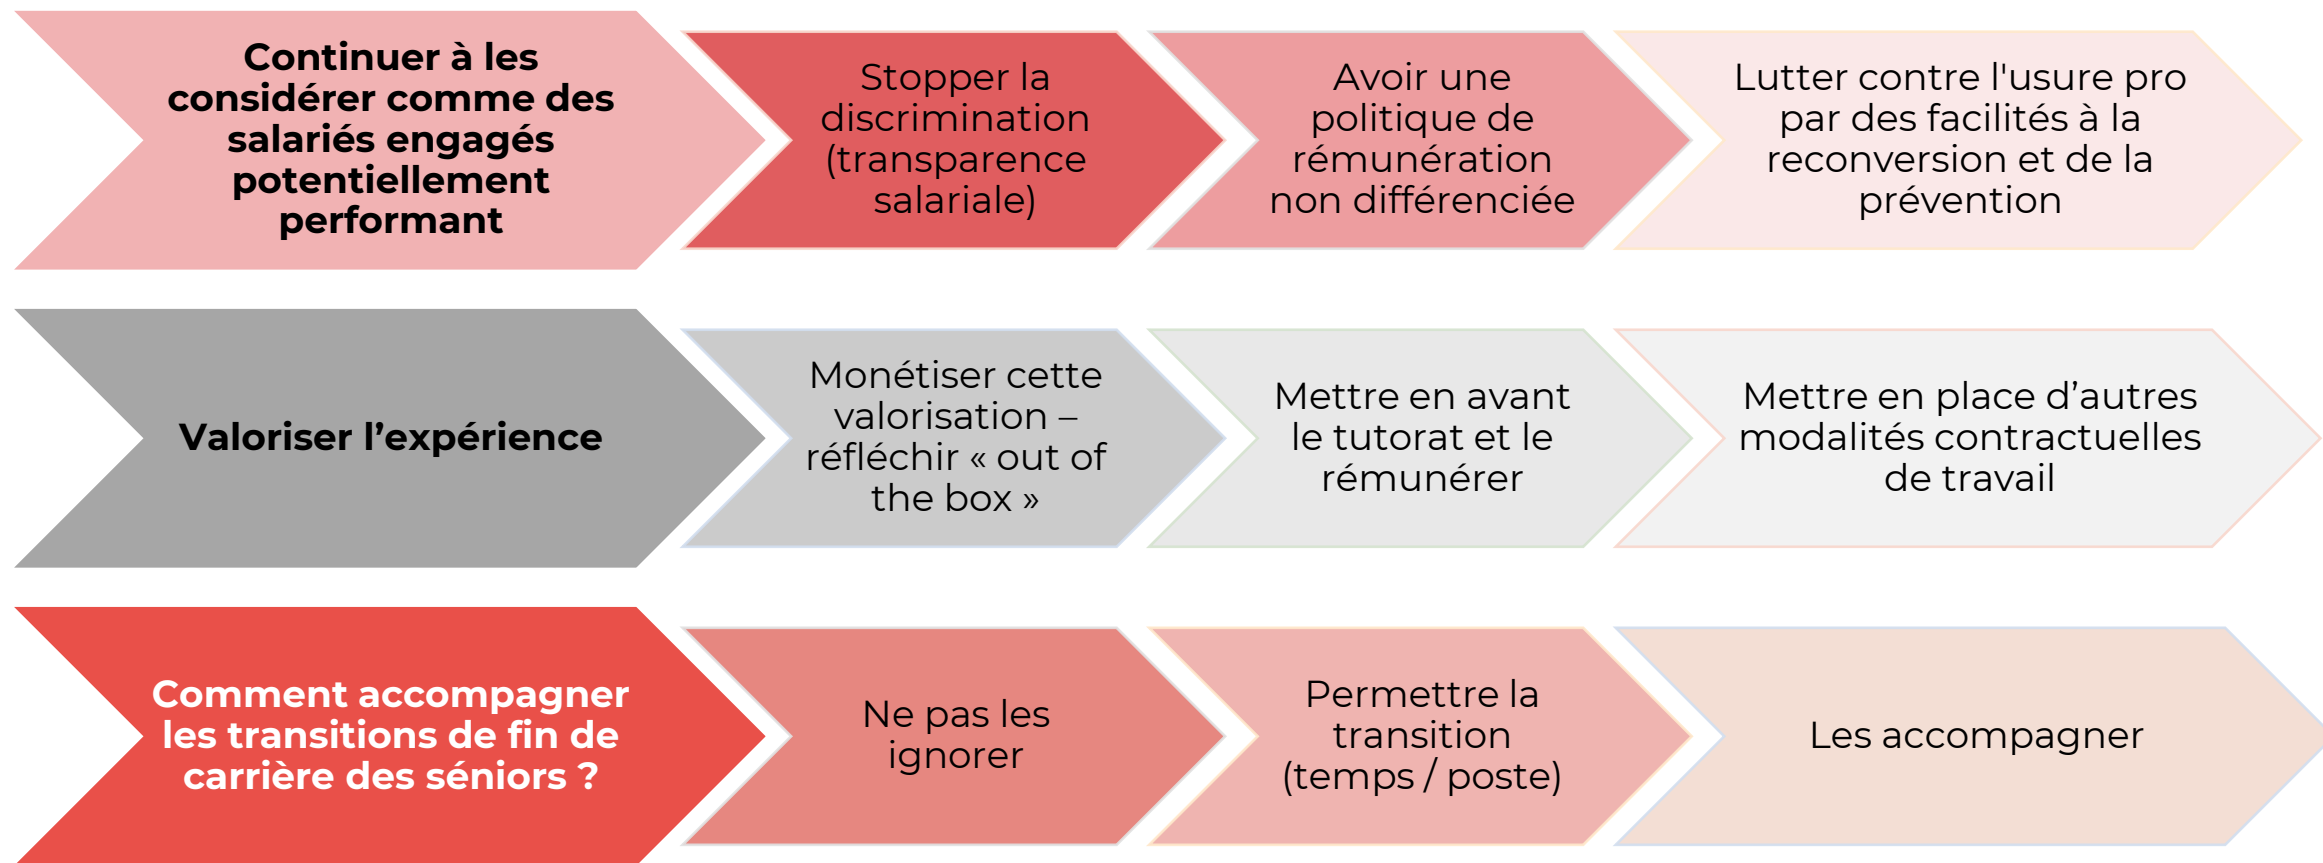 Continuer à les
considérer comme des
salariés engagés
potentiellement
performant
Stopper la
discrimination
(transparence
salariale)
Avoir une
politique de
rémunération
non différenciée
Lutter contre l'usure pro
par des facilités à la
reconversion et de la
prévention
Valoriser l’expérience
Monétiser cette
valorisation –
réfléchir « out of
the box »
Mettre en avant
le tutorat et le
rémunérer
Mettre en place d’autres
modalités contractuelles
de travail
Comment accompagner
les transitions de fin de
carrière des séniors ?
Ne pas les
ignorer
Permettre la
transition
(temps / poste)
Les accompagner